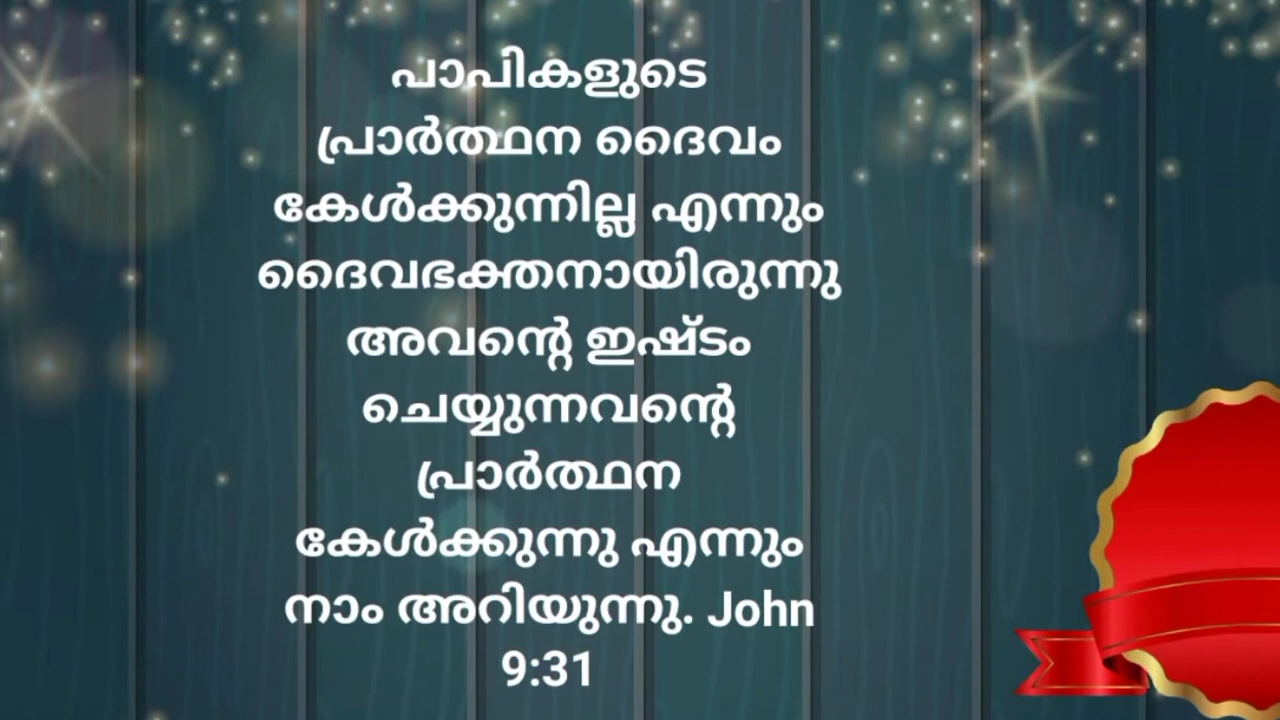 പാപികളുടെ
പ്രാർത്ഥന ദൈവം
കേൾക്കുന്നില്ല എന്നും
ദൈവഭക്തനായിരുന്നു
അവന്റെ ഇഷ്ടം
ചെയ്യുന്നവന്റെ
പ്രാർത്ഥന
കേൾക്കുന്നു എന്നും
നാം അറിയുന്നു. John
9:31